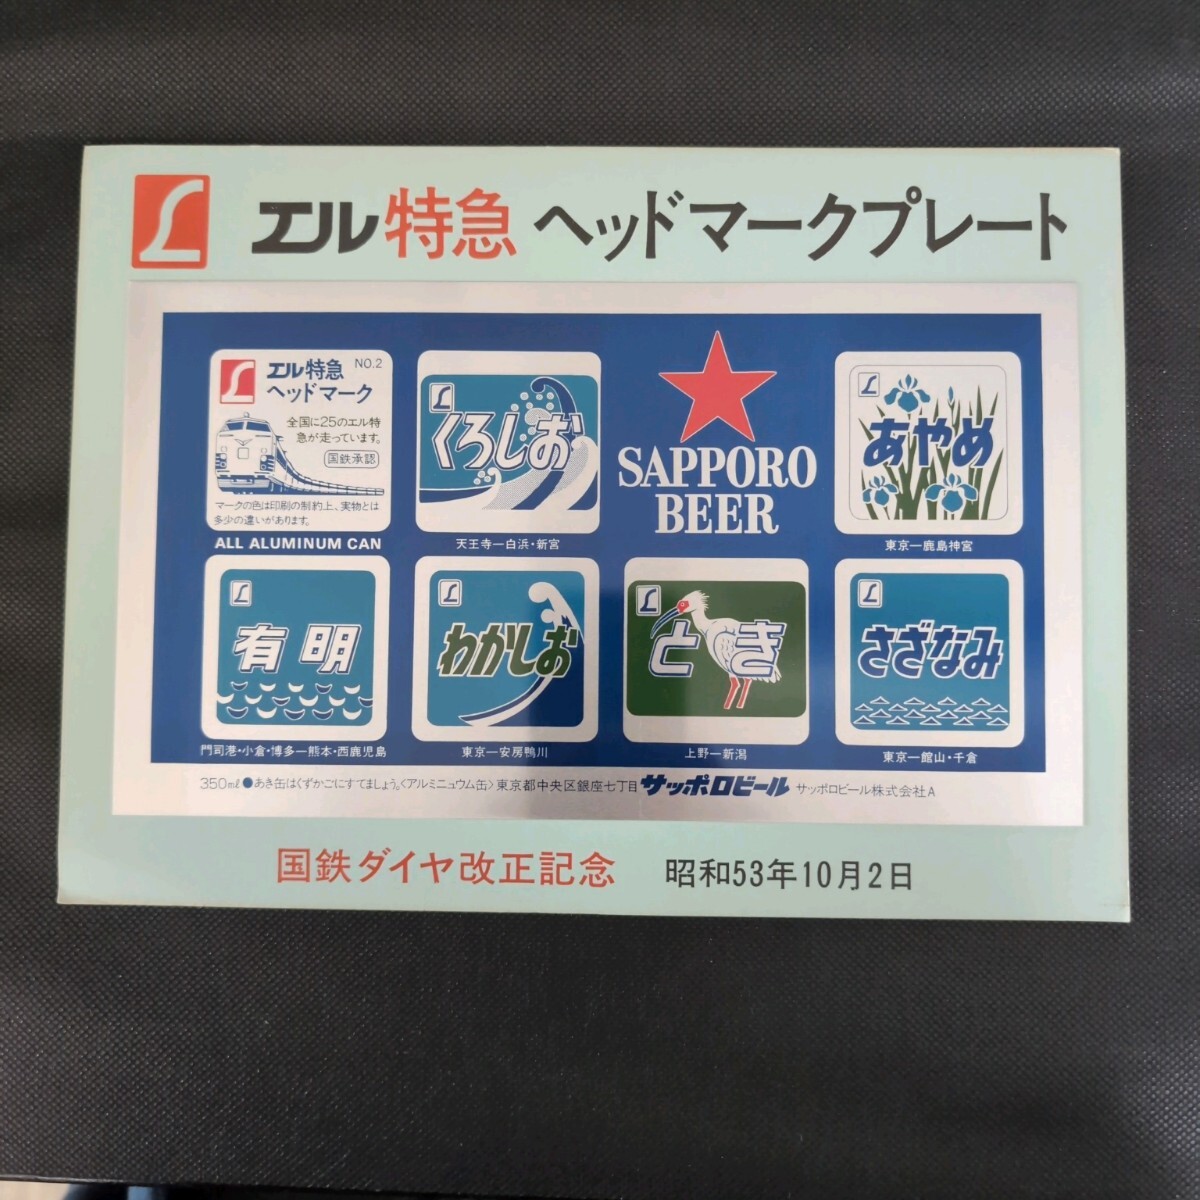 エル特急 ヘッドマークプレート
エル特急 NO.2
ヘッドマーク
全国に25のエル特
急が走っています。
国鉄承認
マークの色は印刷の制約上、実物とは
多少の違いがあります。
ALL ALUMINUM CAN
くろしお
天王寺―白浜・新宮
SAPPORO
BEER
あやめ
東京―鹿島神宮
有明
門司港・小倉・博多―熊本・西鹿児島
わかしお
東京―安房鴨川
とき
上野―新潟
さざなみ
東京―館山・千倉
350ml●あき缶はくずかごにすてましょう。〈アルミニュウム缶〉東京都中央区銀座七丁目 サッポロビール サッポロビール株式会社A
国鉄ダイヤ改正記念 昭和53年10月2日